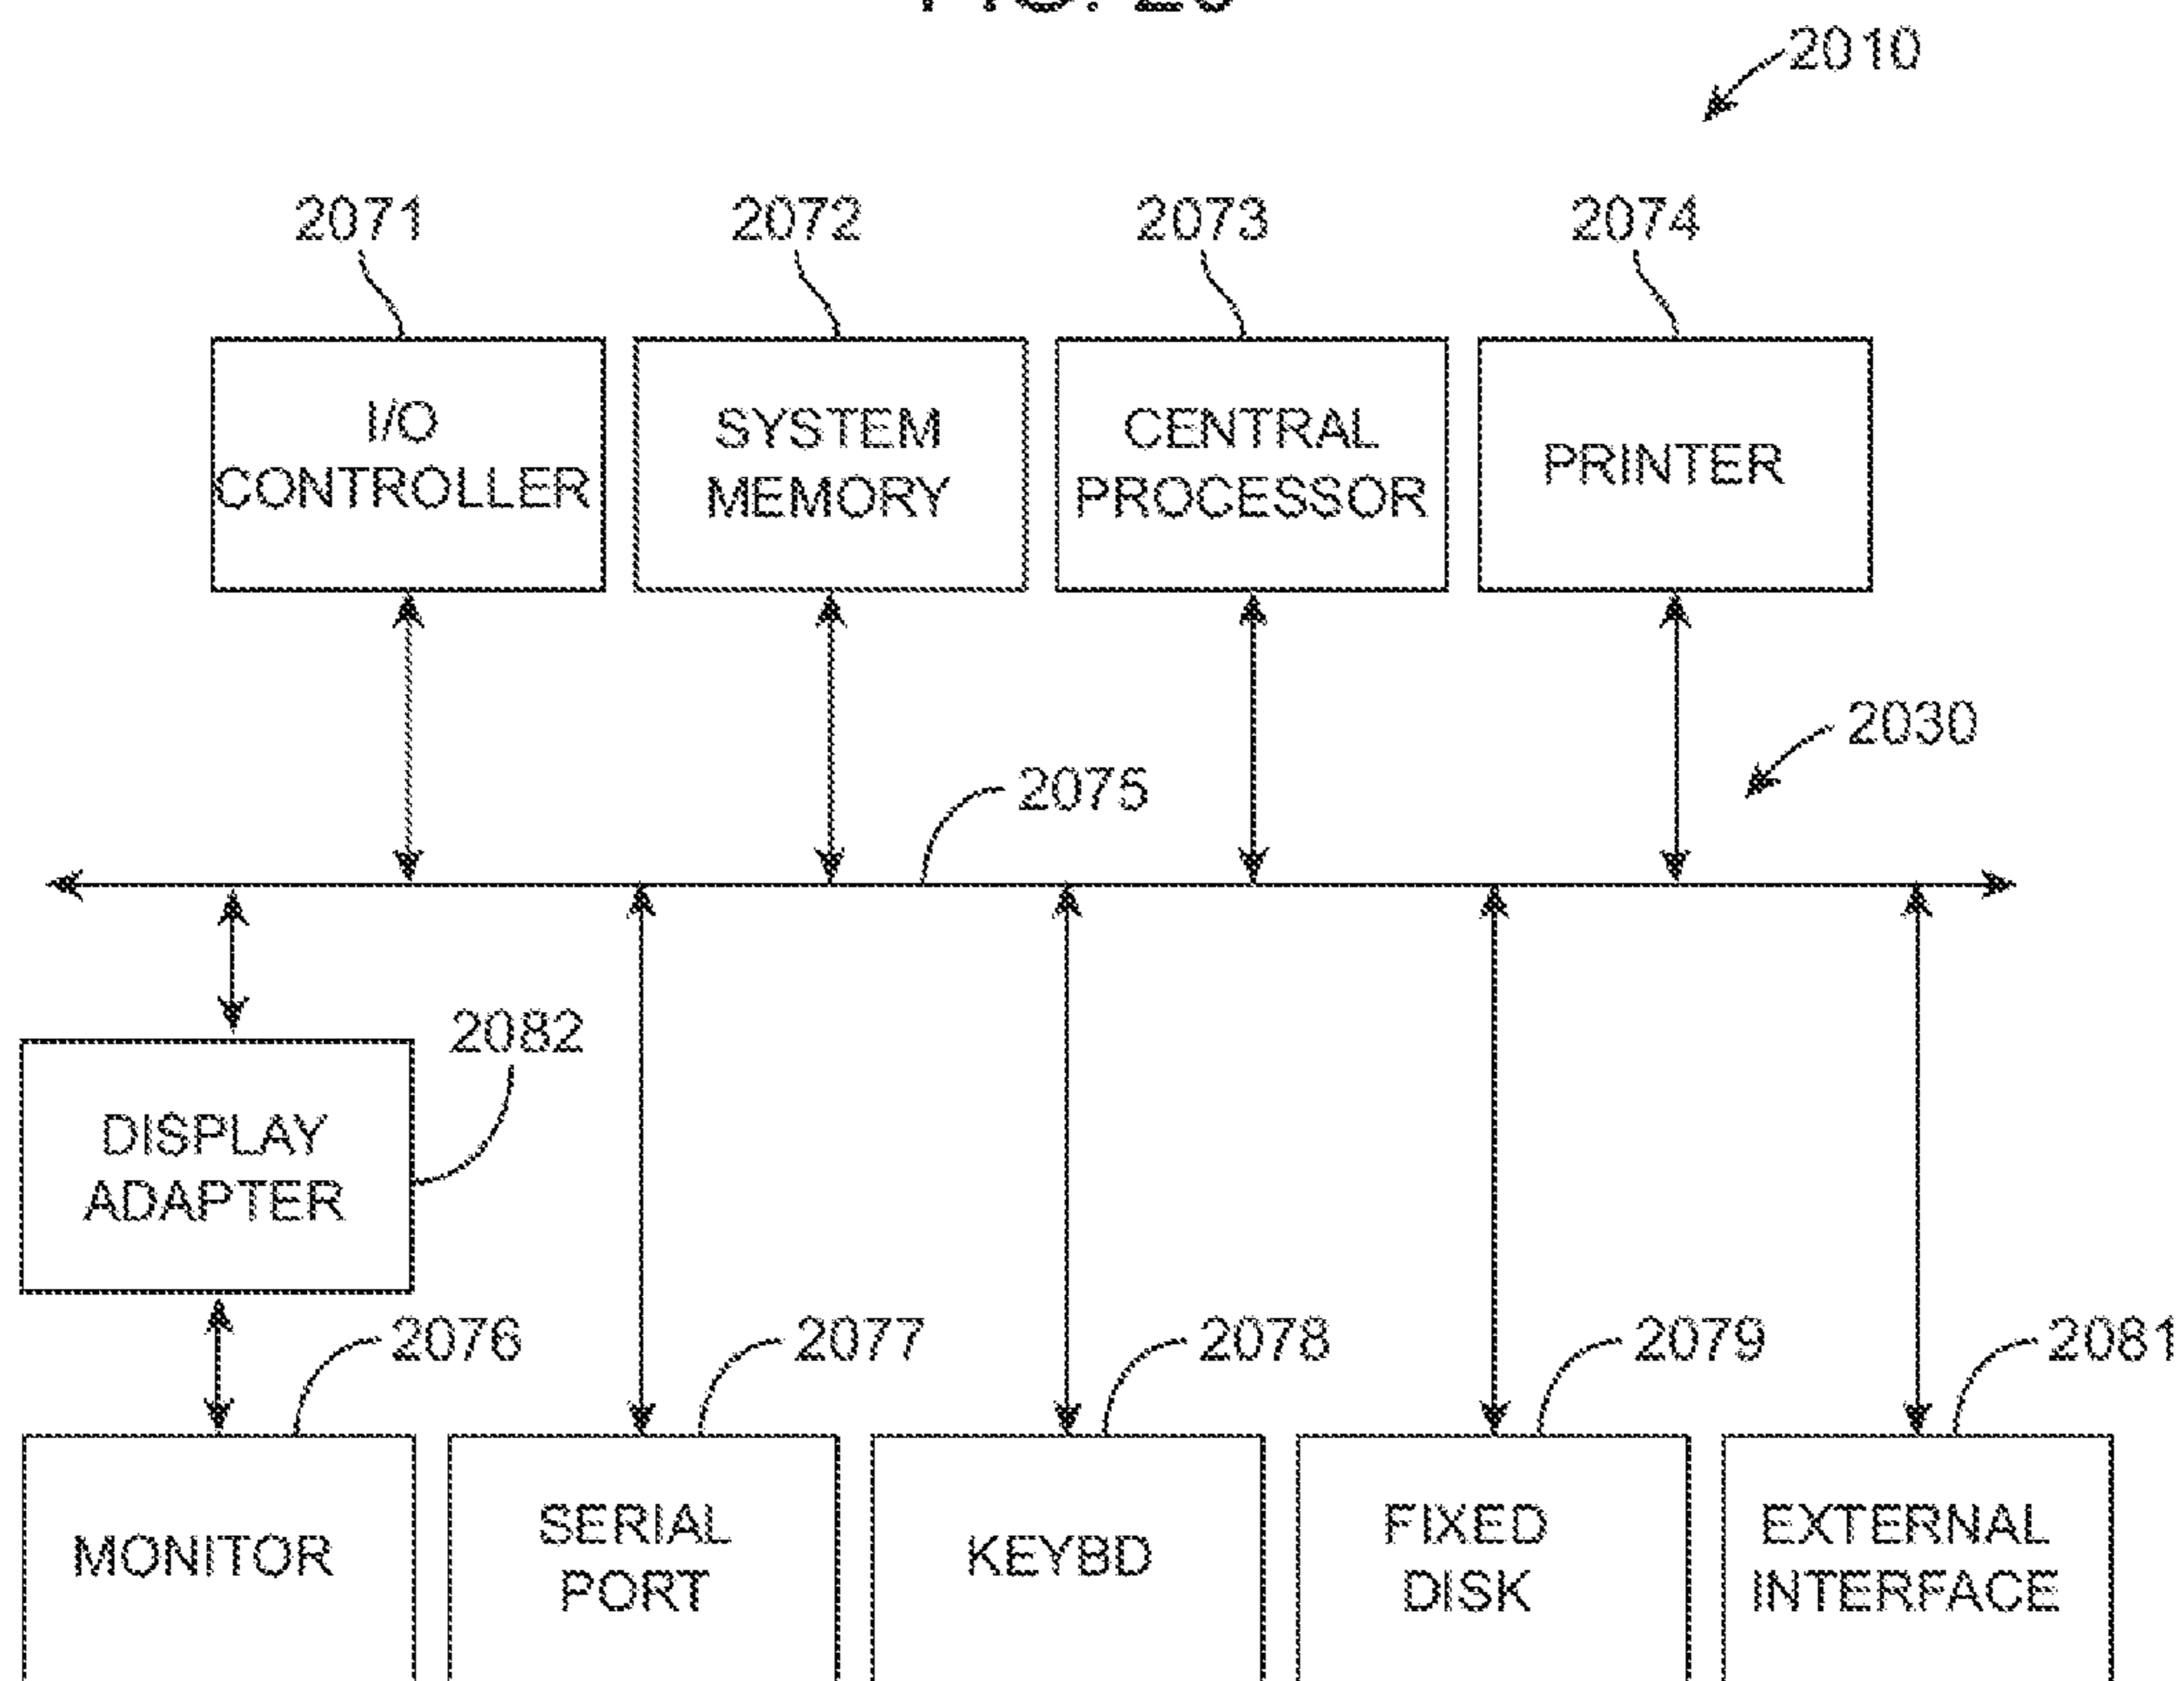 2010
2071
2072
2073
2074
I/O
CONTROLLER
SYSTEM
MEMORY
CENTRAL
PROCESSOR
PRINTER
2030
2075
2082
DISPLAY
ADAPTER
2076
2077
2078
2079
2081
MONITOR
SERIAL
PORT
KEYBD
FIXED
DISK
EXTERNAL
INTERFACE